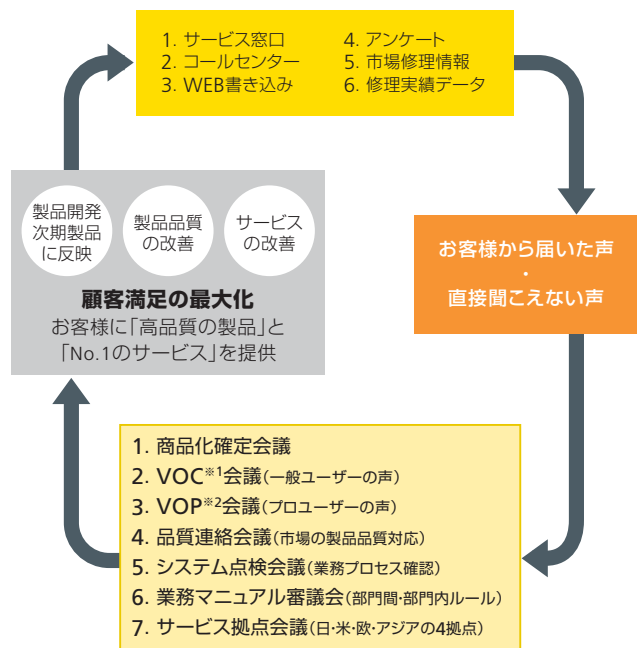 1. サービス窓口
2. コールセンター
3. WEB書き込み
4. アンケート
5. 市場修理情報
6. 修理実績データ
お客様から届いた声
・
直接聞こえない声
1. 商品化確定会議
2. VOC※1会議(一般ユーザーの声)
3. VOP※2会議(プロユーザーの声)
4. 品質連絡会議(市場の製品品質対応)
5. システム点検会議(業務プロセス確認)
6. 業務マニュアル審議会(部門間・部門内ルール)
7. サービス拠点会議(日・米・欧・アジアの4拠点)
製品開発
次期製品
に反映
製品品質
の改善
サービス
の改善
顧客満足の最大化
お客様に「高品質の製品」と
「No.1のサービス」を提供